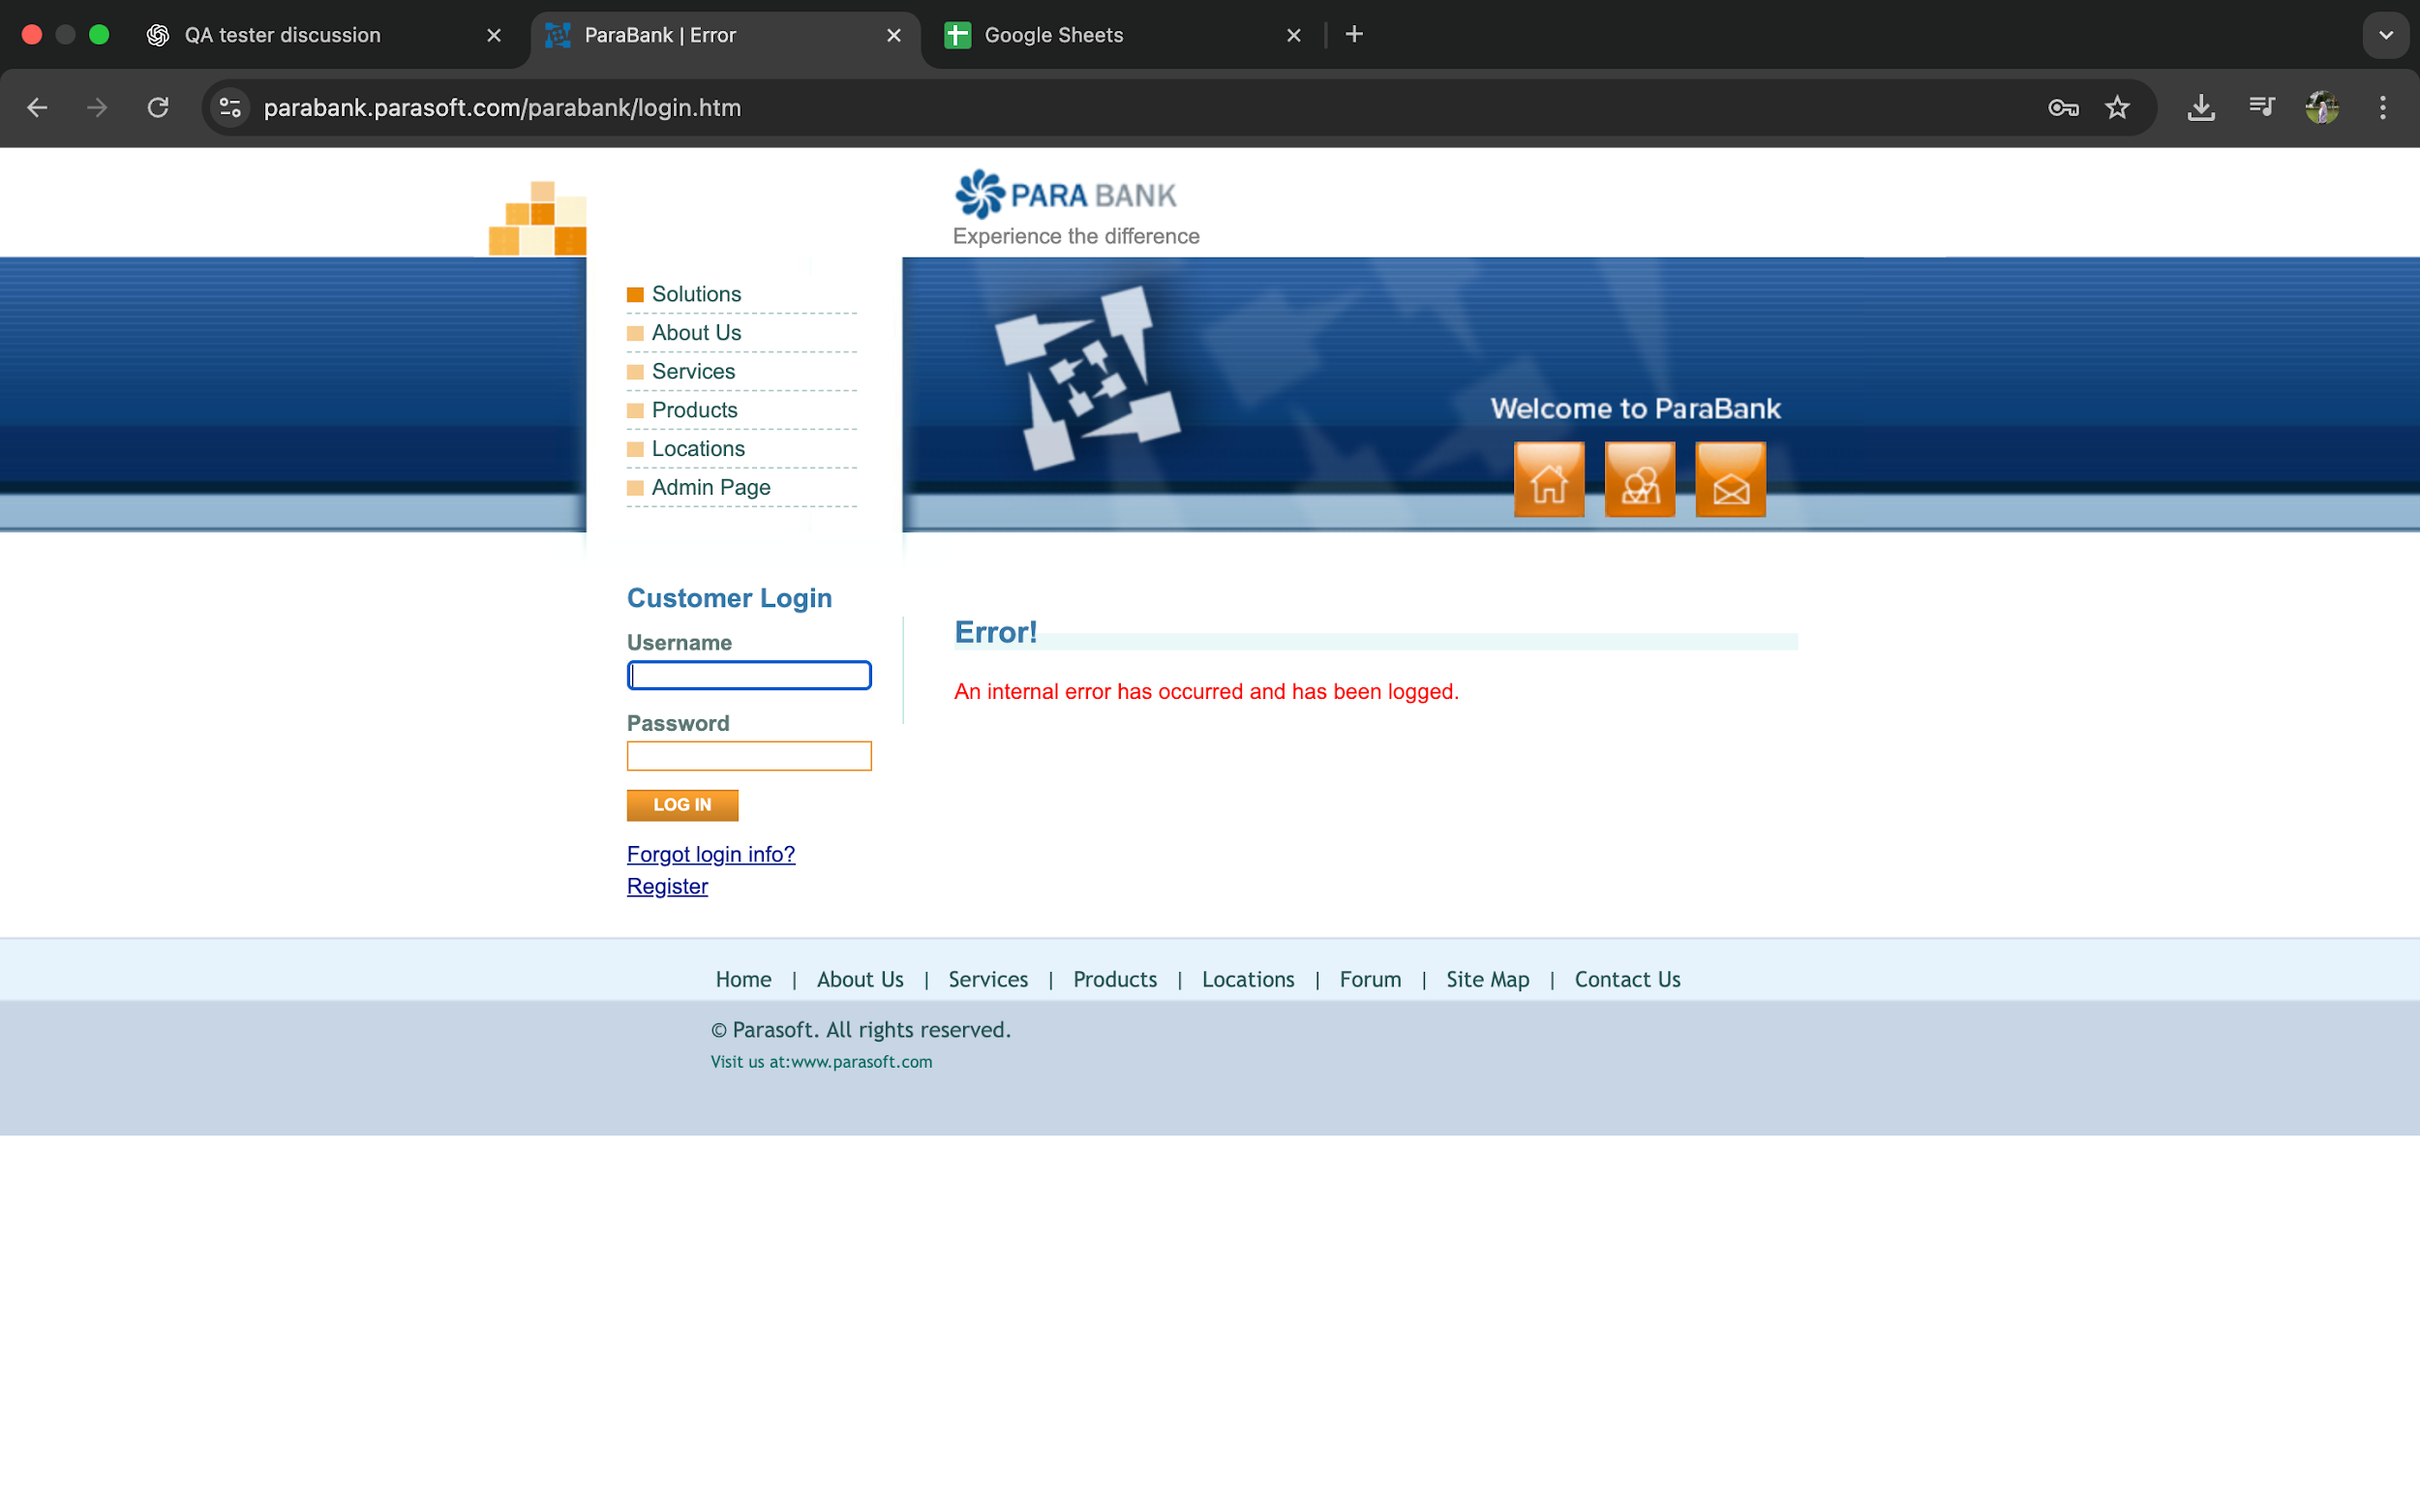 QA tester discussion
ParaBank | Error
Google Sheets
parabank.parasoft.com/parabank/login.htm
PARA BANK
Experience the difference
Solutions
About Us
Services
Products
Locations
Admin Page
Welcome to ParaBank
Customer Login
Username
Password
LOG IN
Forgot login info?
Register
Error!
An internal error has occurred and has been logged.
Home | About Us | Services | Products | Locations | Forum | Site Map | Contact Us
© Parasoft. All rights reserved.
Visit us at:www.parasoft.com